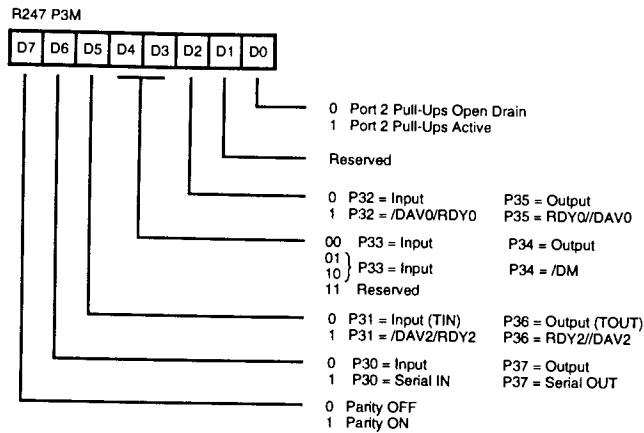 R247 P3M
D7 D6 D5 D4 D3 D2 D1 D0
0 Port 2 Pull-Ups Open Drain
1 Port 2 Pull-Ups Active
Reserved
0 P32 = Input P35 = Output
1 P32 = /DAV0/RDY0 P35 = RDY0//DAV0
00 P33 = Input P34 = Output
01
10 } P33 = Input P34 = /DM
11 Reserved
0 P31 = Input (TIN) P36 = Output (TOUT)
1 P31 = /DAV2/RDY2 P36 = RDY2//DAV2
0 P30 = Input P37 = Output
1 P30 = Serial IN P37 = Serial OUT
0 Parity OFF
1 Parity ON